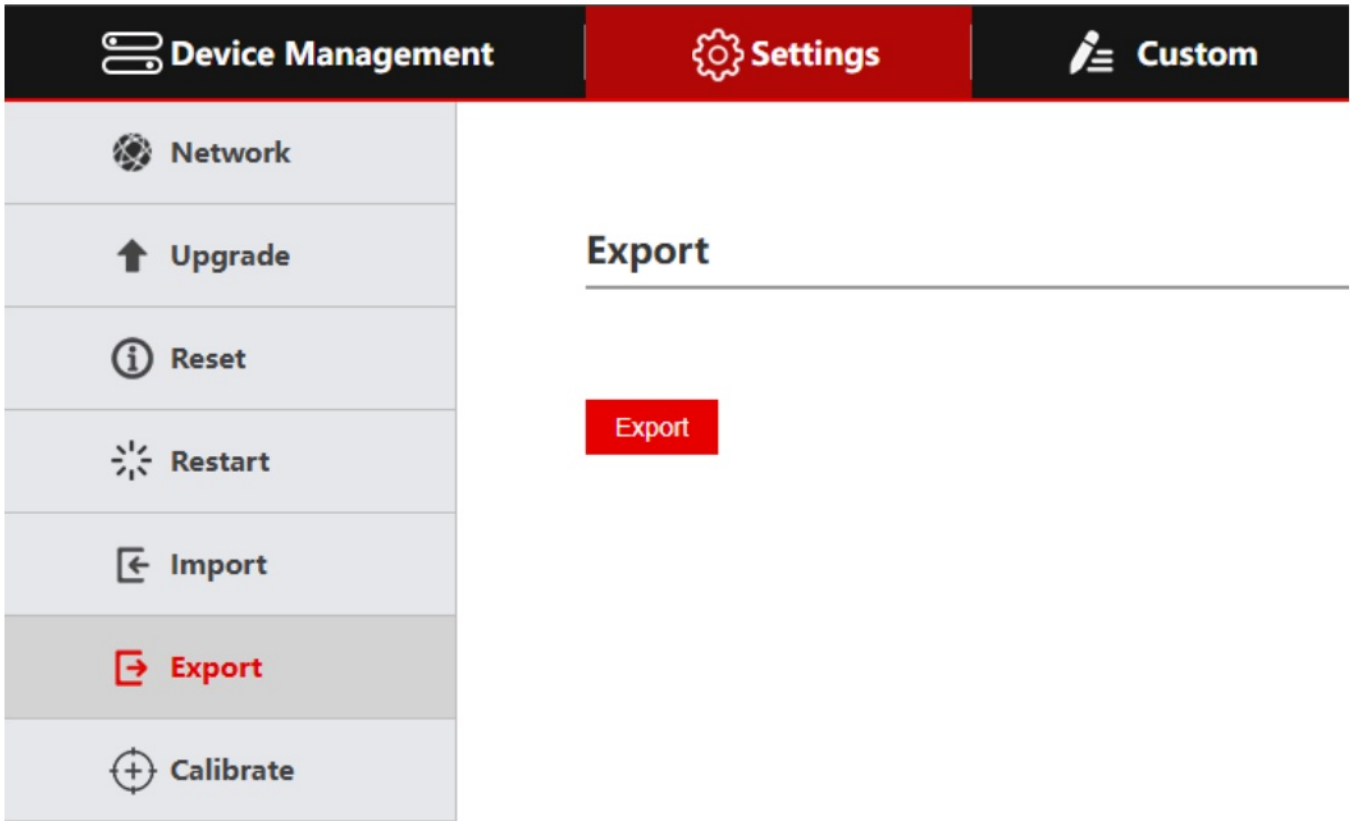 Device Management
Settings
Custom
Network
Upgrade
Reset
Restart
Import
Export
Calibrate
Export
Export